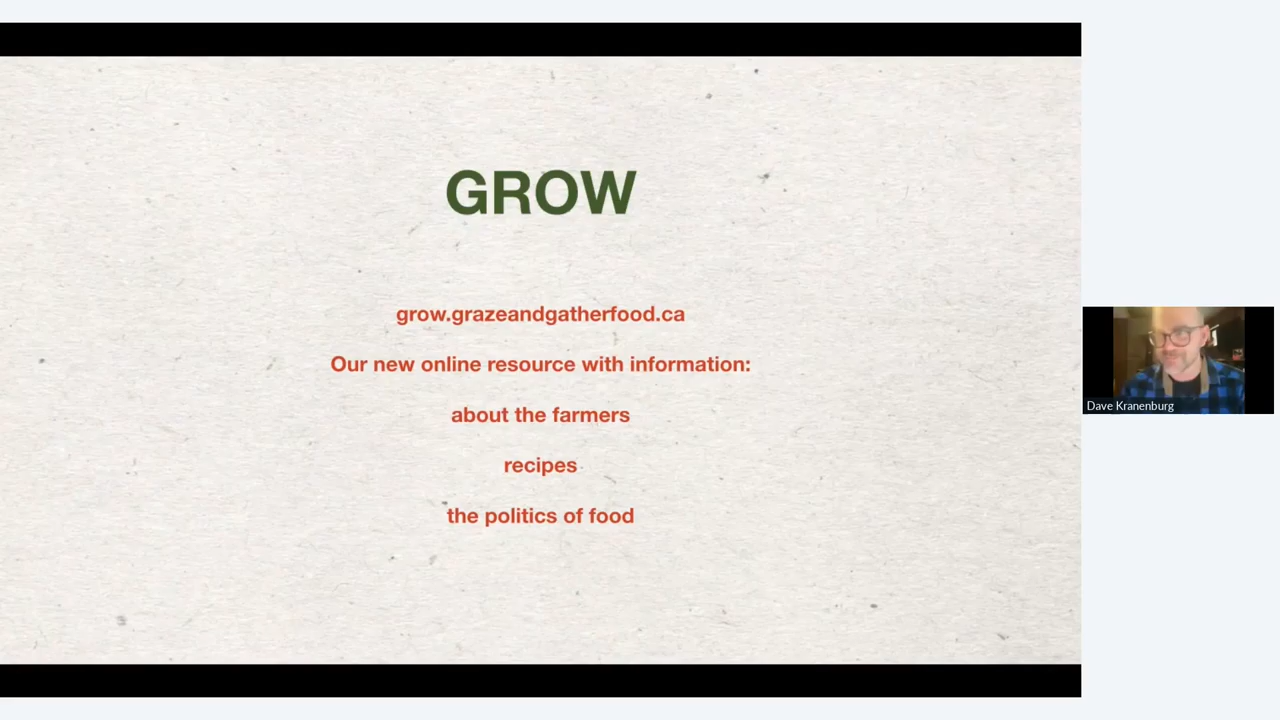 GROW
grow.grazeandgatherfood.ca
Our new online resource with information:
about the farmers
recipes
the politics of food
Dave Kranenburg